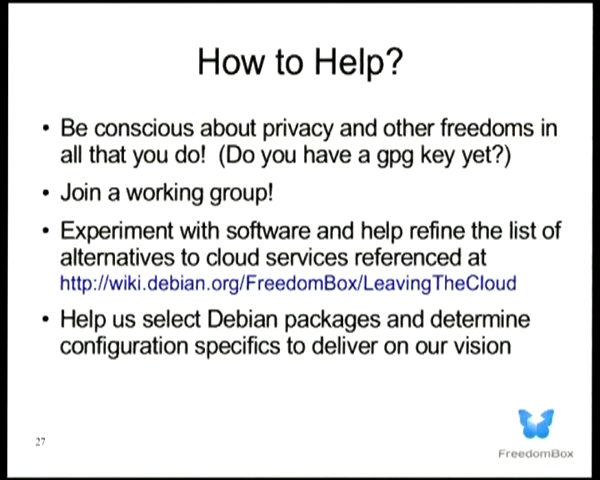 How to Help?
• Be conscious about privacy and other freedoms in
all that you do!  (Do you have a gpg key yet?)
• Join a working group!
• Experiment with software and help refine the list of
alternatives to cloud services referenced at
http://wiki.debian.org/FreedomBox/LeavingTheCloud
• Help us select Debian packages and determine
configuration specifics to deliver on our vision
27
FreedomBox